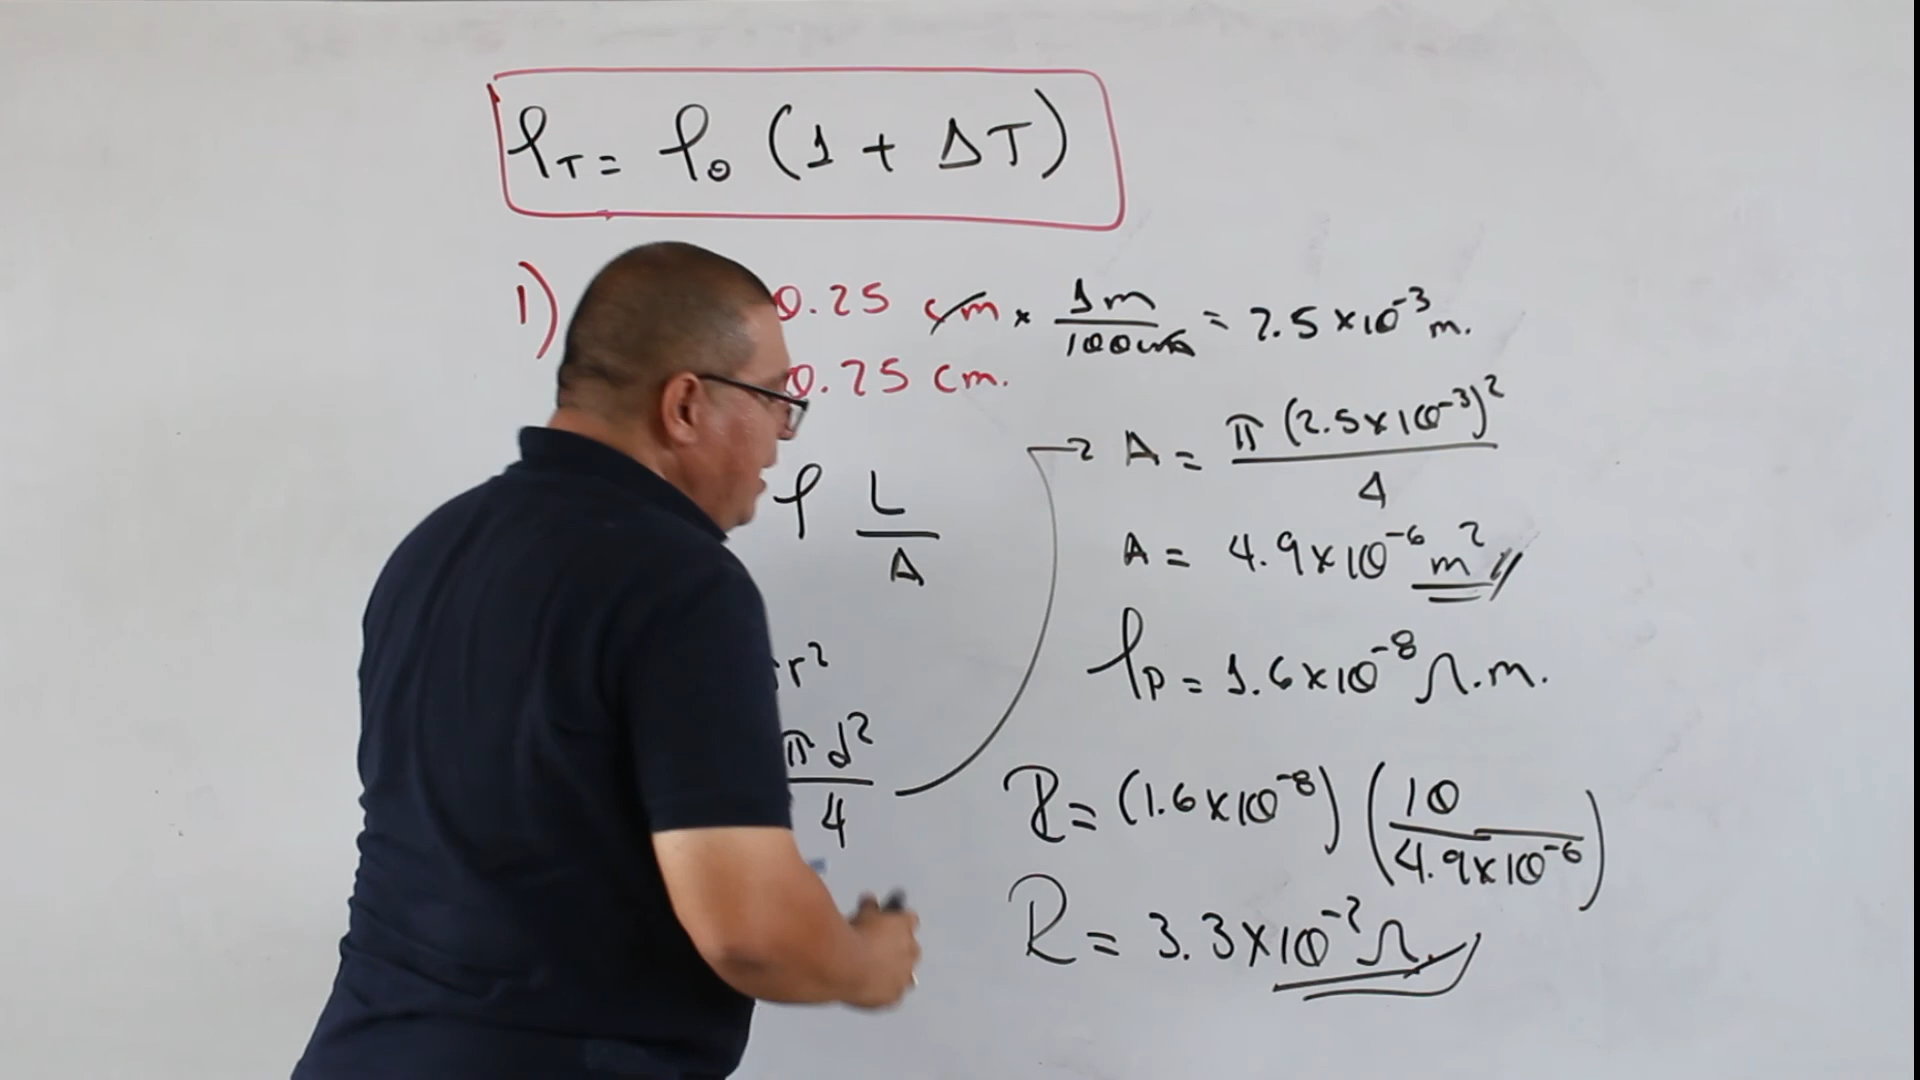 ρT = ρ0 (1 + ΔT)
1)
0.25 cm × 1m/100cm = 2.5×10⁻³ m.
0.25 cm.
A = π (2.5×10⁻³)²/4
ρ L/A
A = 4.9×10⁻⁶ m²
r²
ρp = 1.6×10⁻⁸ Ω.m.
π d²/4
R = (1.6×10⁻⁸) (10/4.9×10⁻⁶)
R = 3.3×10⁻² Ω.